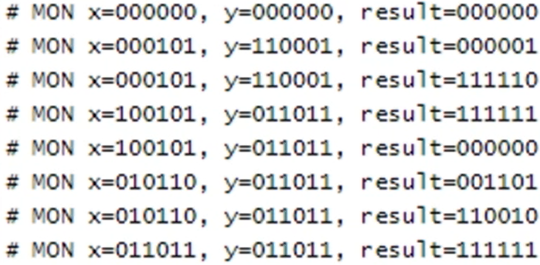 # MON x=000000, y=000000, result=000000
# MON x=000101, y=110001, result=000001
# MON x=000101, y=110001, result=111110
# MON x=100101, y=011011, result=111111
# MON x=100101, y=011011, result=000000
# MON x=010110, y=011011, result=001101
# MON x=010110, y=011011, result=110010
# MON x=011011, y=011011, result=111111